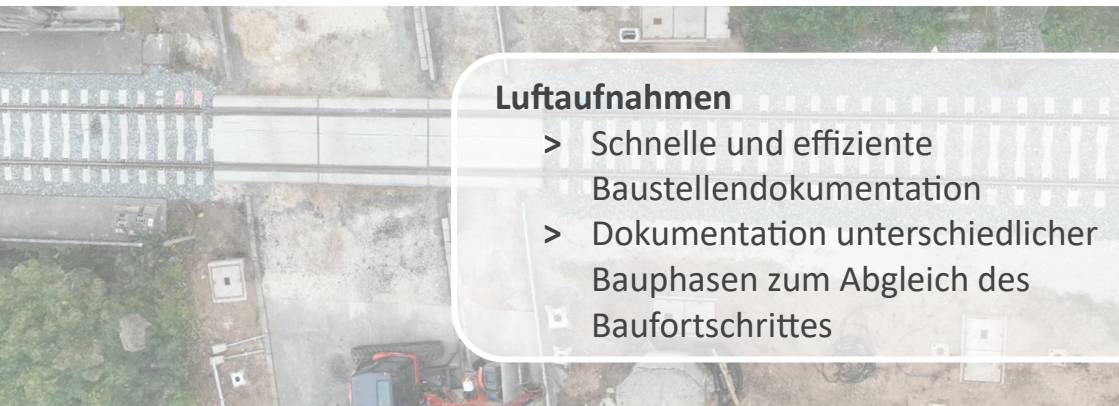 Luftaufnahmen
> Schnelle und effiziente
Baustellendokumentation
> Dokumentation unterschiedlicher
Bauphasen zum Abgleich des
Baufortschrittes